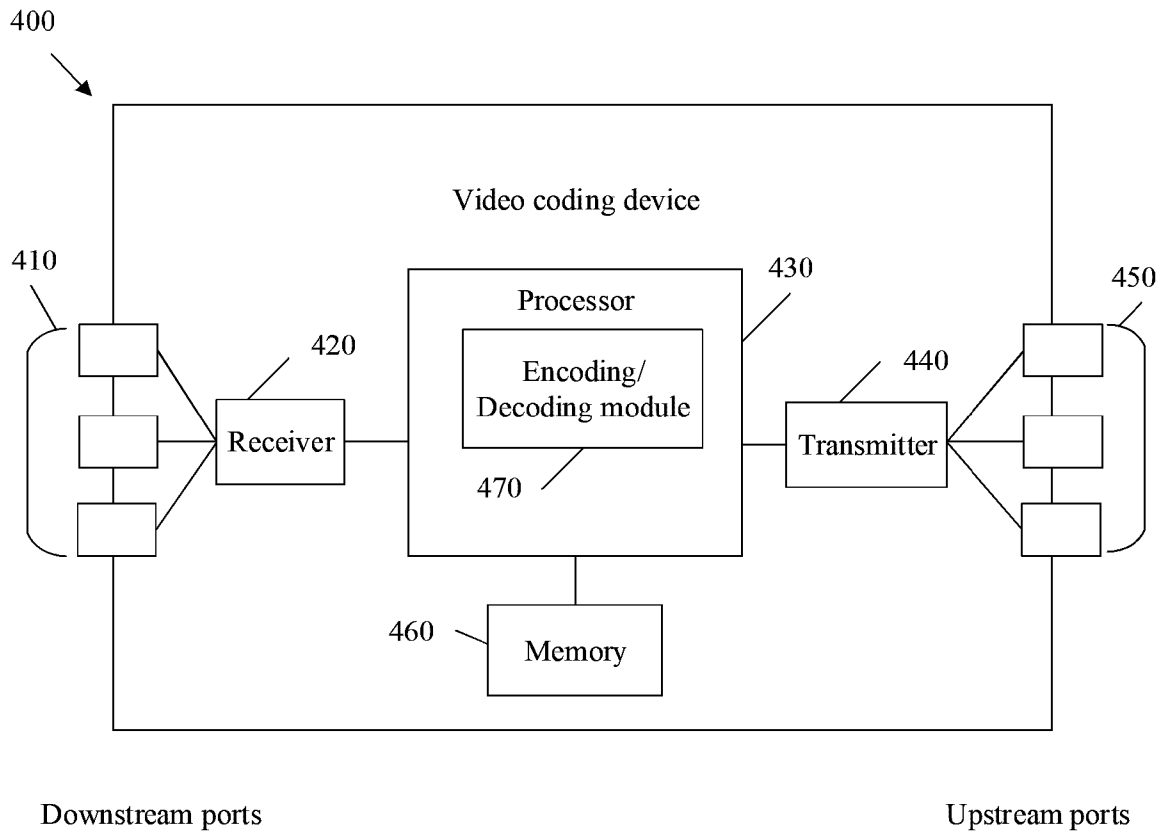 400
Video coding device
410
430
450
Processor
420
440
Encoding/
Decoding module
Receiver
Transmitter
470
460
Memory
Downstream ports
Upstream ports